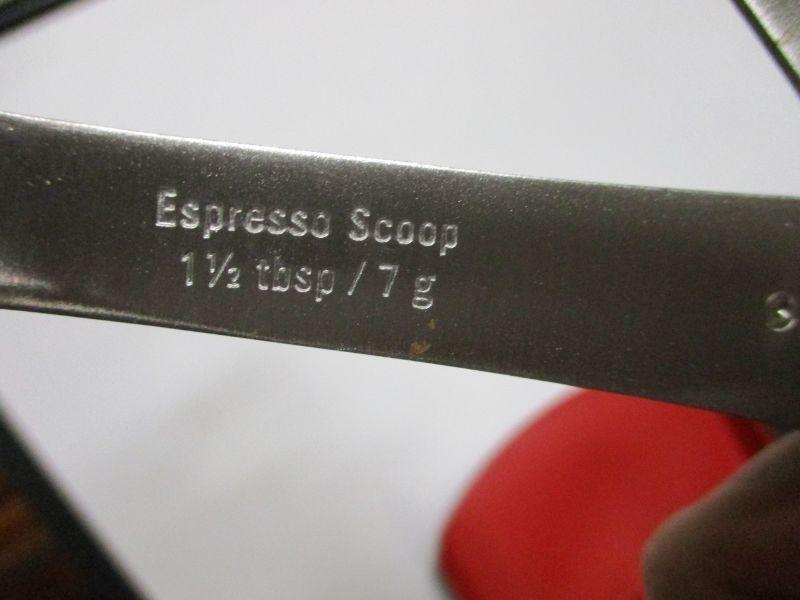 Espresso Scoop
1½ tbsp / 7 g